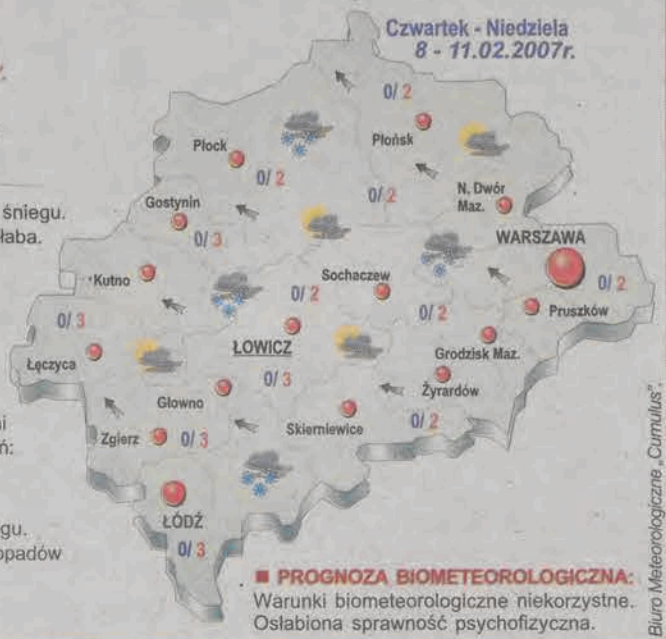 Czwartek - Niedziela
8 - 11.02.2007r.
0/ 2
Płońsk
Płock
0/ 2
0/ 2
N. Dwór
Maz.
śniegu.
łaba.
Gostynin
0/ 3
WARSZAWA
0/ 2
Kutno
Sochaczew
0/ 2
0/ 2
Pruszków
0/ 3
ŁOWICZ
Grodzisk Maz.
Łęczyca
0/ 3
Żyrardów
Głowno
Skierniewice
0/ 2
Zgierz
0/ 3
ni
ń:
ŁÓDŹ
0/ 3
gu.
opadów
■ PROGNOZA BIOMETEOROLOGICZNA:
Warunki biometeorologiczne niekorzystne.
Osłabiona sprawność psychofizyczna.
Biuro Meteorologiczne „Cumulus”